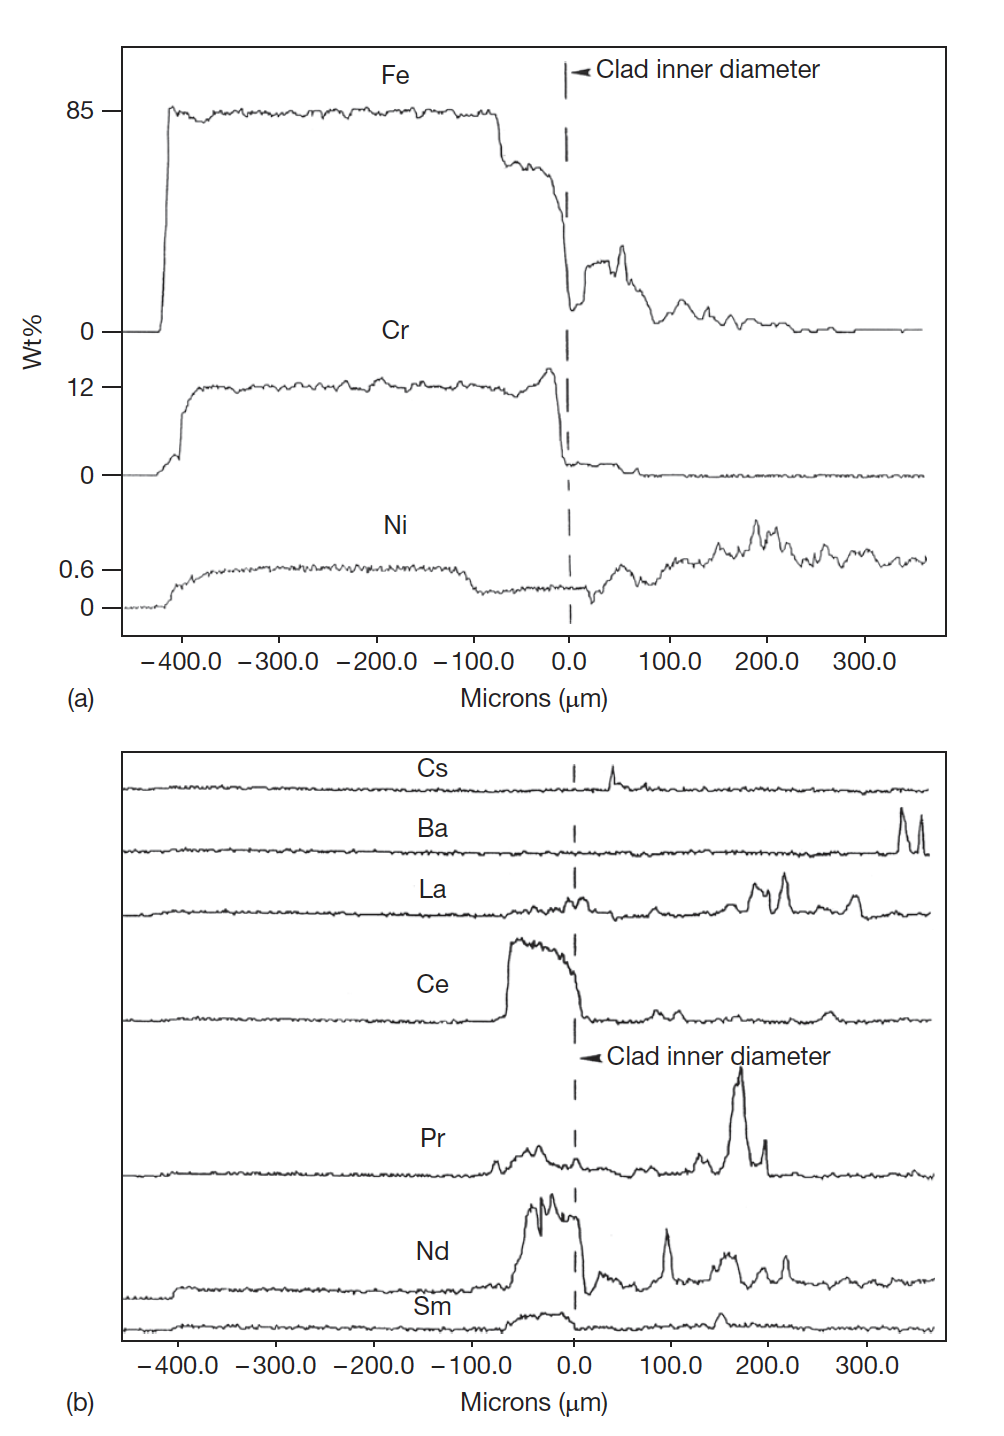 Fe
Clad inner diameter
85
0
Cr
Wt%
12
0
Ni
0.6
0
−400.0 −300.0 −200.0 −100.0 0.0 100.0 200.0 300.0
(a)
Microns (μm)
Cs
Ba
La
Ce
Clad inner diameter
Pr
Nd
Sm
−400.0 −300.0 −200.0 −100.0 0.0 100.0 200.0 300.0
(b)
Microns (μm)